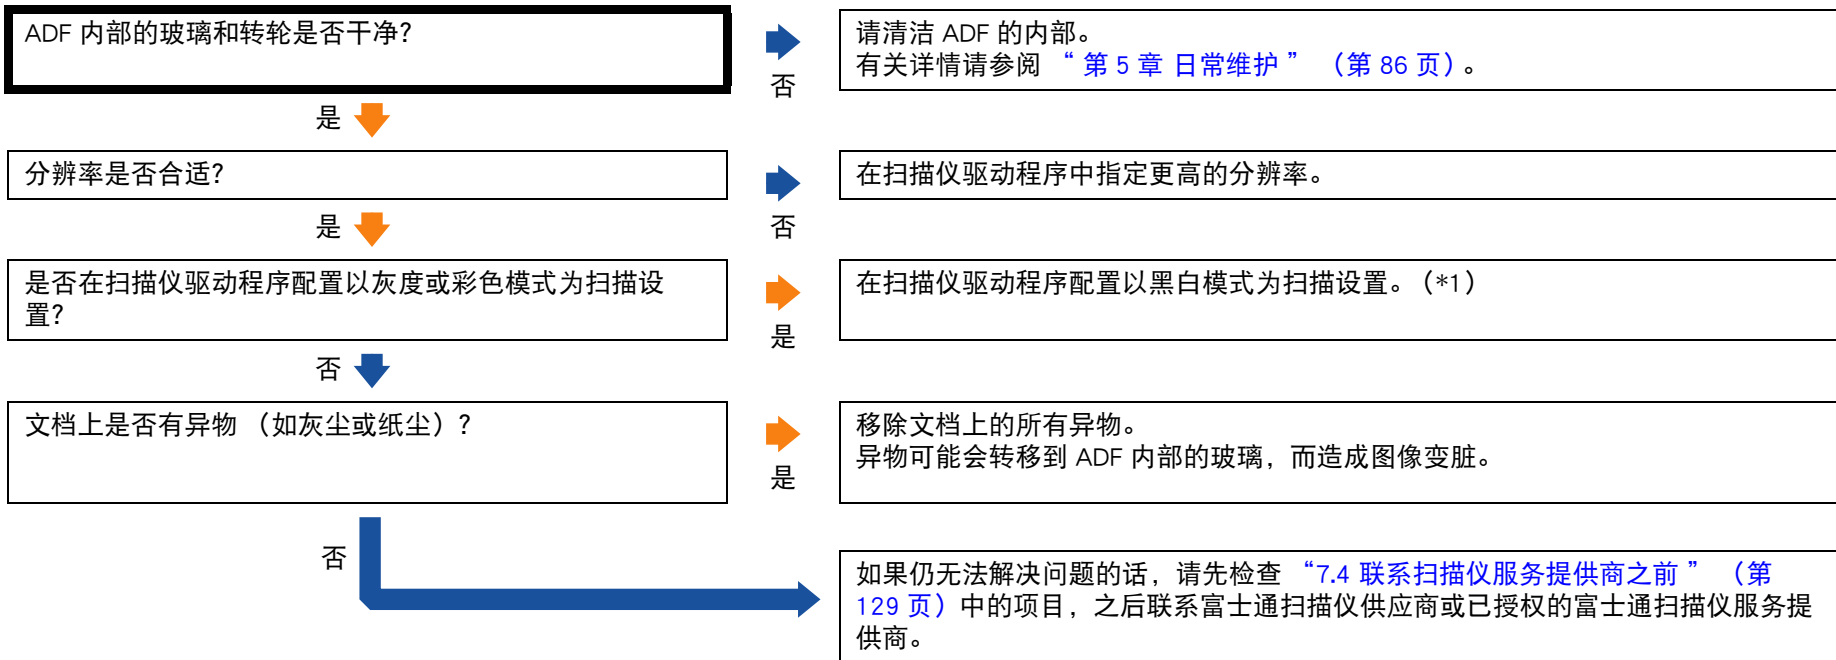 ADF 内部的玻璃和转轮是否干净?
否
请清洁 ADF 的内部。
有关详情请参阅 “ 第 5 章 日常维护 ” （第 86 页）。
是
分辨率是否合适?
否
在扫描仪驱动程序中指定更高的分辨率。
是
是否在扫描仪驱动程序配置以灰度或彩色模式为扫描设
置?
是
在扫描仪驱动程序配置以黑白模式为扫描设置。（*1）
否
文档上是否有异物 （如灰尘或纸尘）?
是
移除文档上的所有异物。
异物可能会转移到 ADF 内部的玻璃，而造成图像变脏。
否
如果仍无法解决问题的话，请先检查 “7.4 联系扫描仪服务提供商之前 ” （第
129 页）中的项目，之后联系富士通扫描仪供应商或已授权的富士通扫描仪服务提
供商。